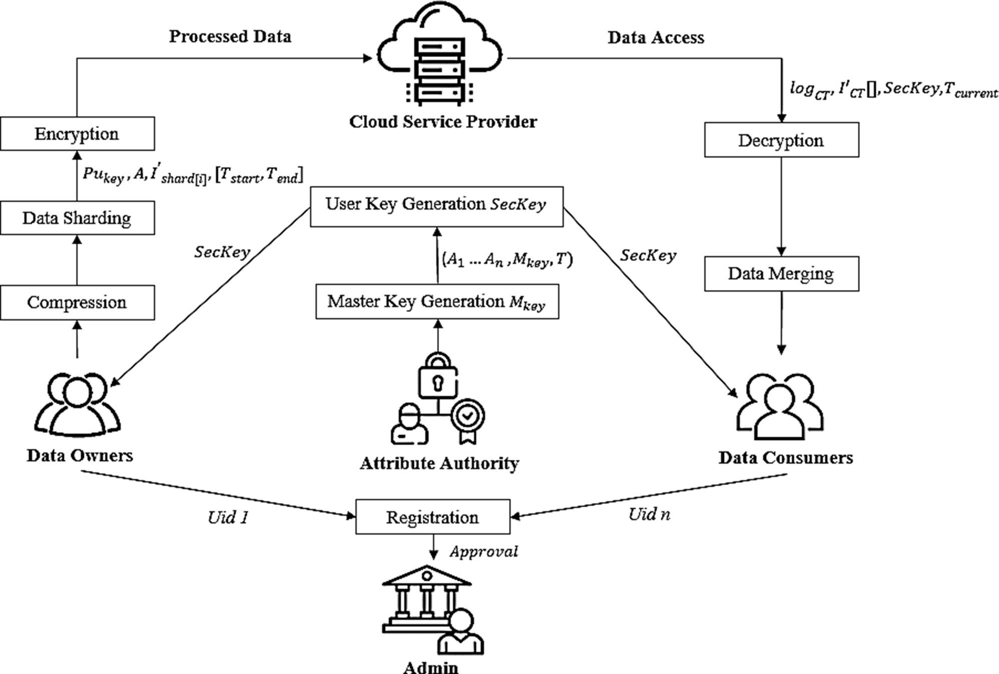 Processed Data
Data Access
log_CT, I'_CT[], SecKey, T_current
Cloud Service Provider
Encryption
Decryption
Pu_key, A, I'_shard[i], [T_start, T_end]
User Key Generation SecKey
Data Sharding
SecKey
SecKey
(A_1 ... A_n, M_key, T)
Data Merging
Compression
Master Key Generation M_key
Data Owners
Attribute Authority
Data Consumers
Uid 1
Registration
Uid n
Approval
Admin